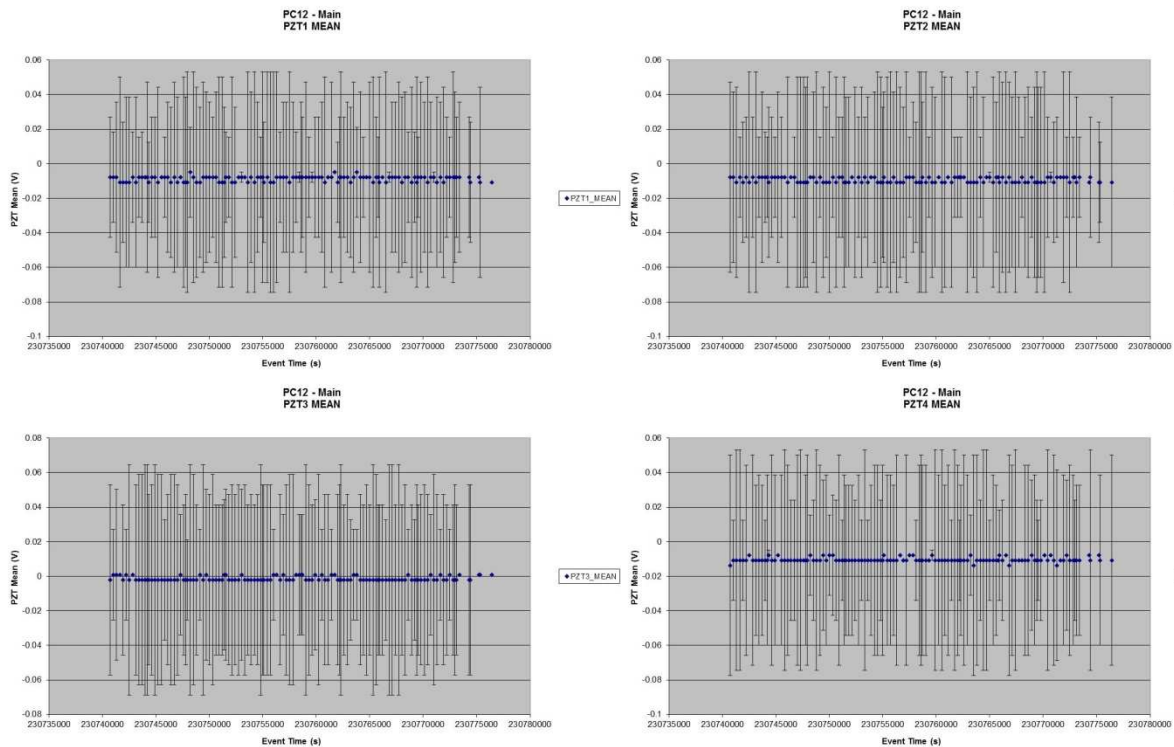 PC12 - Main
PZT1 MEAN
0.06
0.04
0.02
0
-0.02
-0.04
-0.06
-0.08
-0.1
230735000 230740000 230745000 230750000 230755000 230760000 230765000 230770000 230775000 230780000
PZT Mean (V)
Event Time (s)
PZT1_MEAN
PC12 - Main
PZT2 MEAN
0.06
0.04
0.02
0
-0.02
-0.04
-0.06
-0.08
-0.1
230735000 230740000 230745000 230750000 230755000 230760000 230765000 230770000 230775000 230780000
PZT Mean (V)
Event Time (s)
PC12 - Main
PZT3 MEAN
0.08
0.06
0.04
0.02
0
-0.02
-0.04
-0.06
-0.08
230735000 230740000 230745000 230750000 230755000 230760000 230765000 230770000 230775000 230780000
PZT Mean (V)
Event Time (s)
PZT3_MEAN
PC12 - Main
PZT4 MEAN
0.06
0.04
0.02
0
-0.02
-0.04
-0.06
-0.08
-0.1
230735000 230740000 230745000 230750000 230755000 230760000 230765000 230770000 230775000 230780000
PZT Mean (V)
Event Time (s)